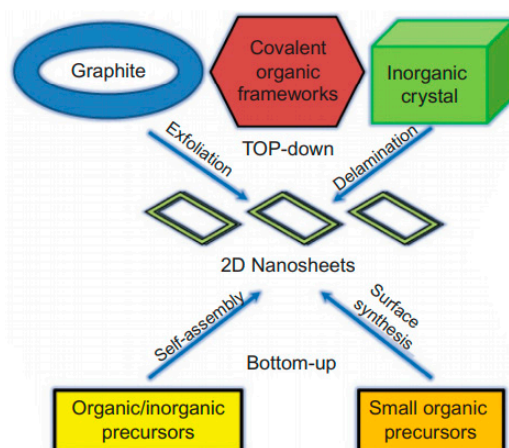 Graphite
Covalent
organic
frameworks
Inorganic
crystal
Exfoliation
TOP-down
Delamination
2D Nanosheets
Self-assembly
Surface
synthesis
Bottom-up
Organic/inorganic
precursors
Small organic
precursors